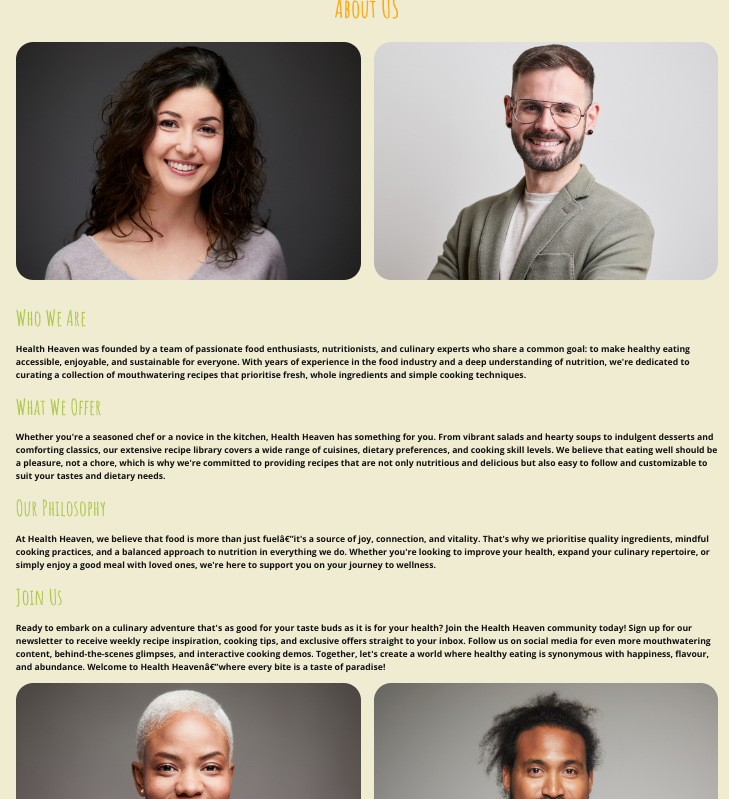 About Us
Who We Are
Health Heaven was founded by a team of passionate food enthusiasts, nutritionists, and culinary experts who share a common goal: to make healthy eating
accessible, enjoyable, and sustainable for everyone. With years of experience in the food industry and a deep understanding of nutrition, we're dedicated to
curating a collection of mouthwatering recipes that prioritise fresh, whole ingredients and simple cooking techniques.
What We Offer
Whether you're a seasoned chef or a novice in the kitchen, Health Heaven has something for you. From vibrant salads and hearty soups to indulgent desserts and
comforting classics, our extensive recipe library covers a wide range of cuisines, dietary preferences, and cooking skill levels. We believe that eating well should be
a pleasure, not a chore, which is why we're committed to providing recipes that are not only nutritious and delicious but also easy to follow and customizable to
suit your tastes and dietary needs.
Our Philosophy
At Health Heaven, we believe that food is more than just fuelâ€"it's a source of joy, connection, and vitality. That's why we prioritise quality ingredients, mindful
cooking practices, and a balanced approach to nutrition in everything we do. Whether you're looking to improve your health, expand your culinary repertoire, or
simply enjoy a good meal with loved ones, we're here to support you on your journey to wellness.
Join Us
Ready to embark on a culinary adventure that's as good for your taste buds as it is for your health? Join the Health Heaven community today! Sign up for our
newsletter to receive weekly recipe inspiration, cooking tips, and exclusive offers straight to your inbox. Follow us on social media for even more mouthwatering
content, behind-the-scenes glimpses, and interactive cooking demos. Together, let's create a world where healthy eating is synonymous with happiness, flavour,
and abundance. Welcome to Health Heavenâ€"where every bite is a taste of paradise!